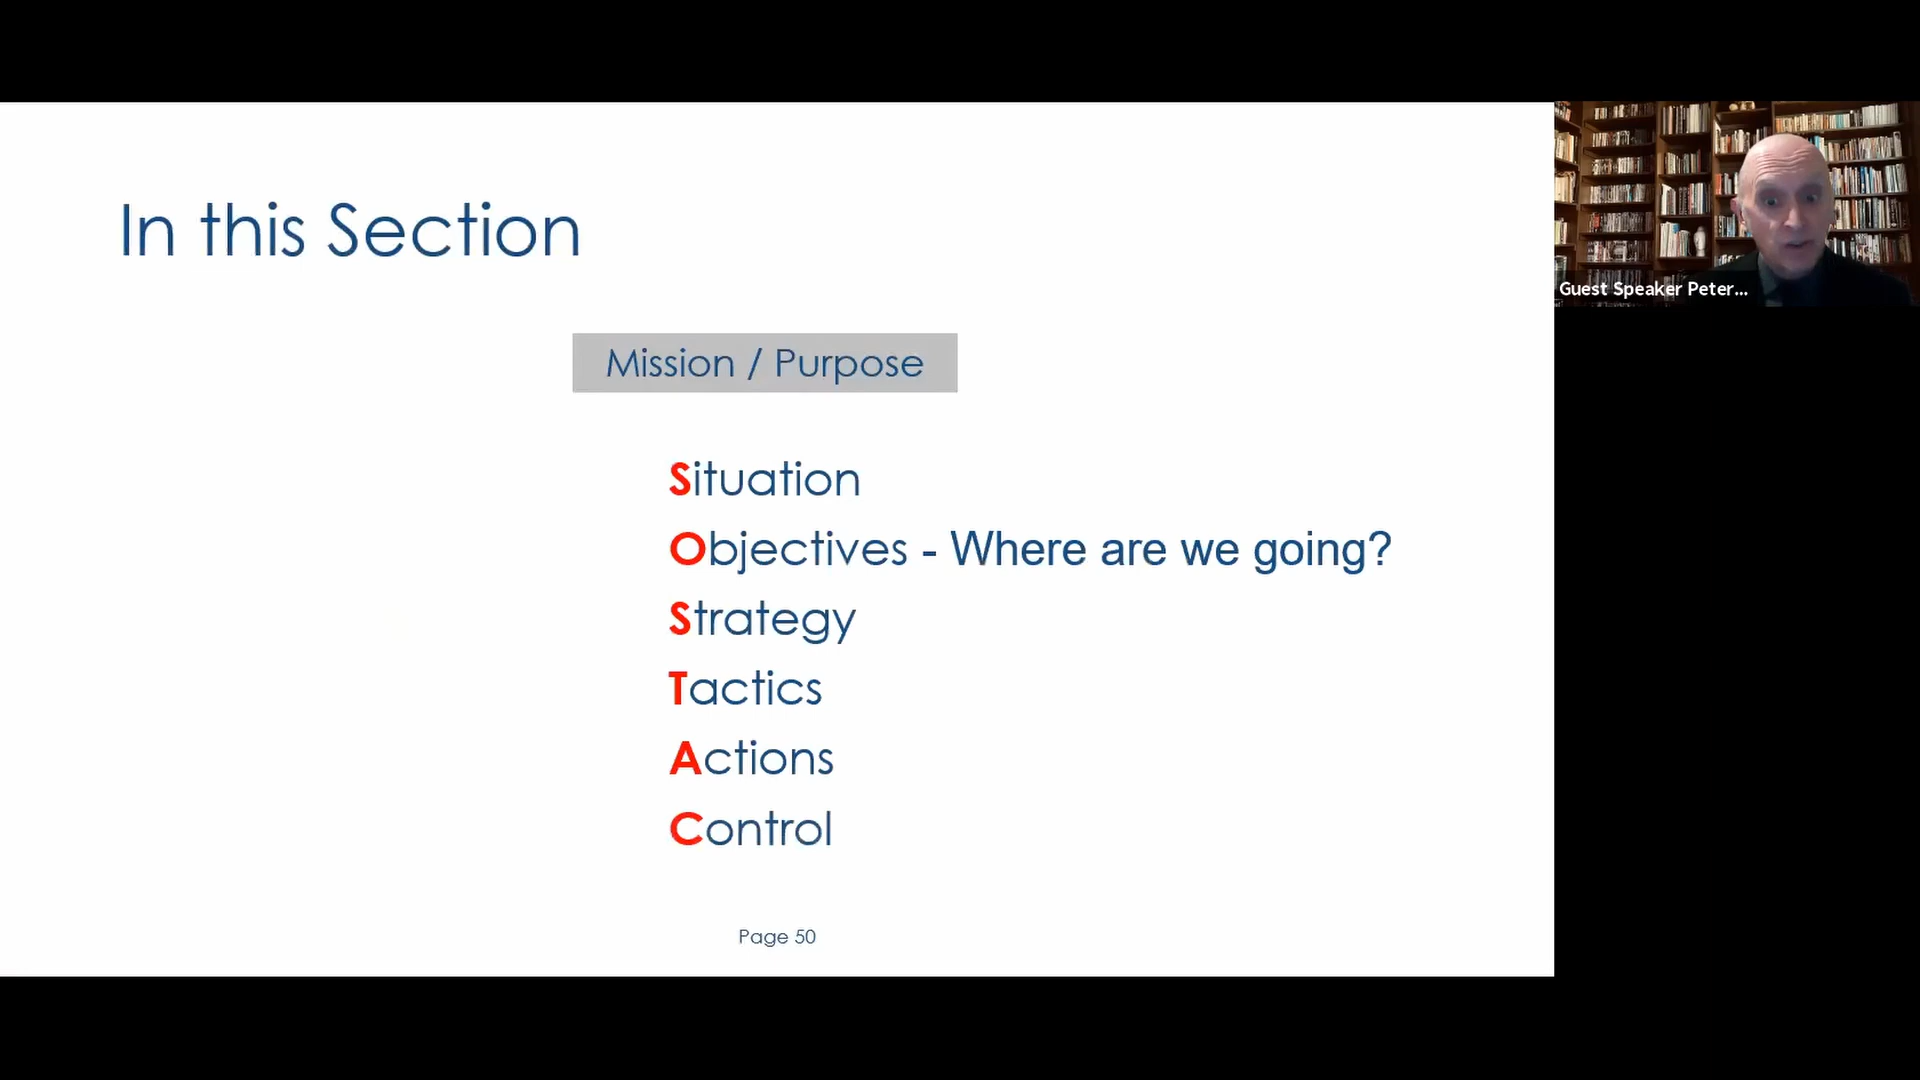 In this Section
Mission / Purpose
Situation
Objectives - Where are we going?
Strategy
Tactics
Actions
Control
Page 50
Guest Speaker Peter...